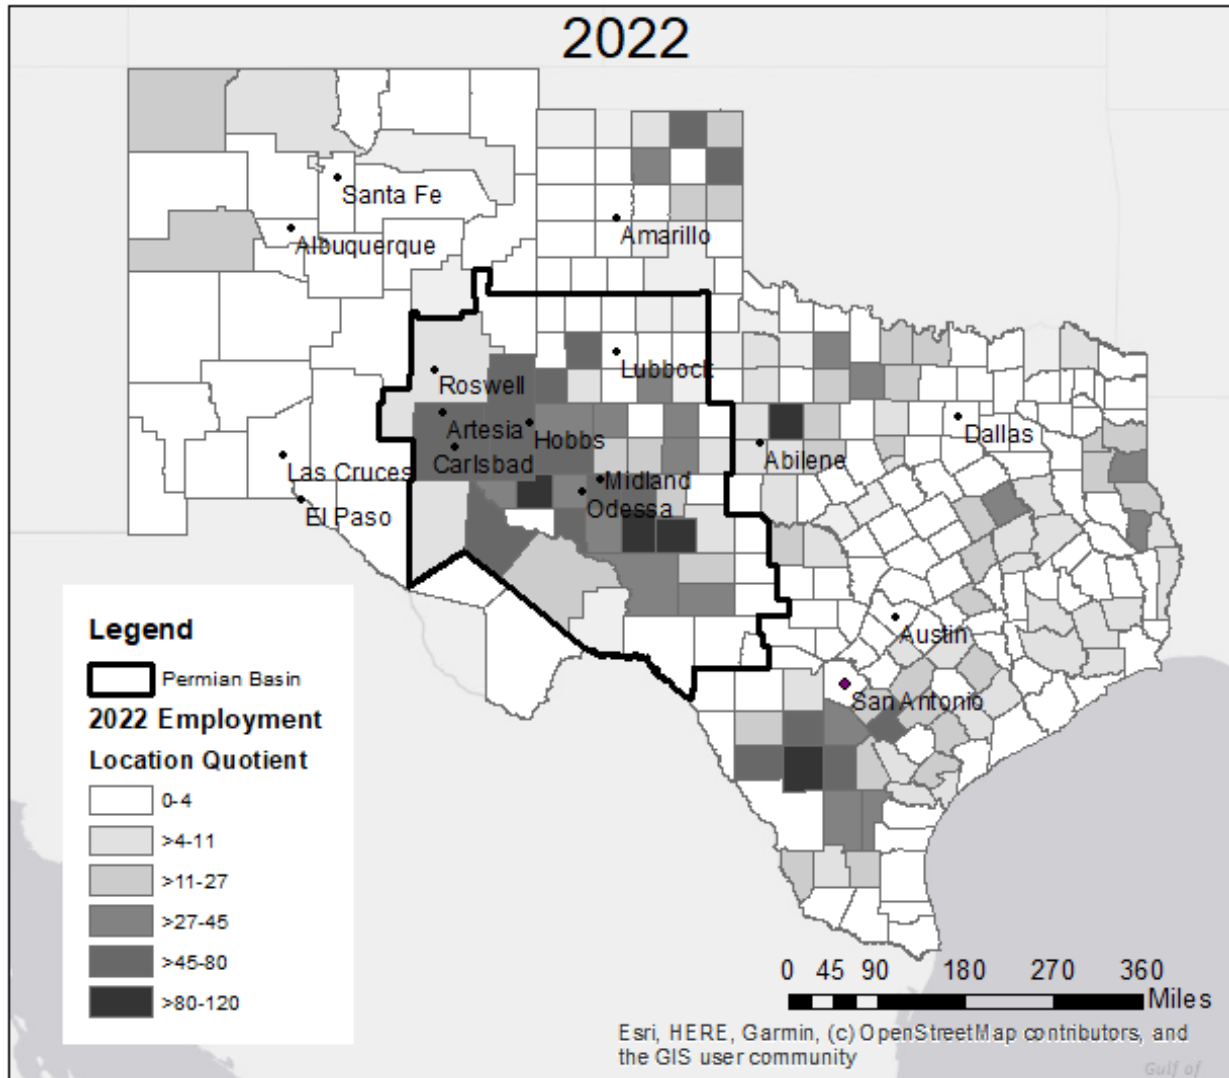 2022
Santa Fe
Albuquerque
Amarillo
Lubbock
Roswell
Artesia
Hobbs
Carlsbad
Las Cruces
El Paso
Midland
Odessa
Abilene
Dallas
Austin
San Antonio
Legend
Permian Basin
2022 Employment
Location Quotient
0-4
>4-11
>11-27
>27-45
>45-80
>80-120
0 45 90 180 270 360
Miles
Esri, HERE, Garmin, (c) OpenStreetMap contributors, and
the GIS user community
Gulf of